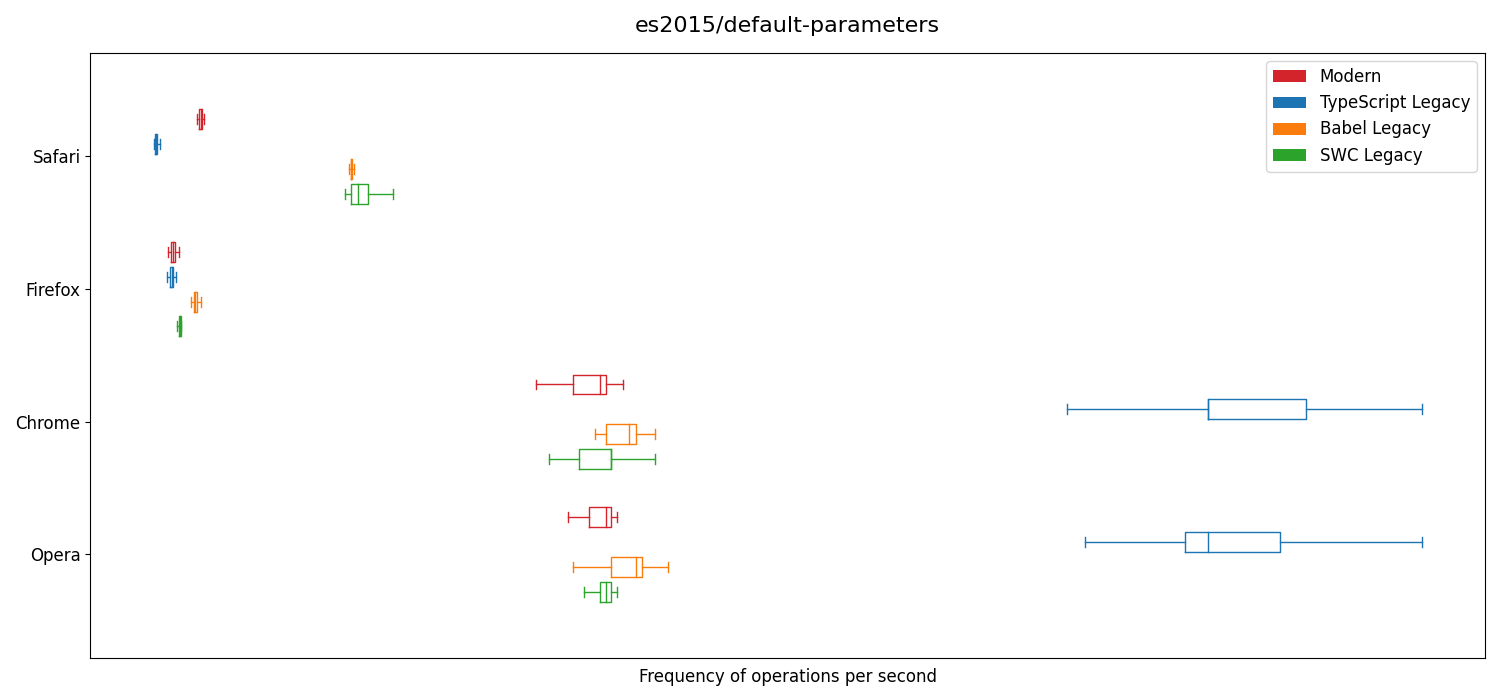 es2015/default-parameters
Modern
TypeScript Legacy
Babel Legacy
SWC Legacy
Safari
Firefox
Chrome
Opera
Frequency of operations per second